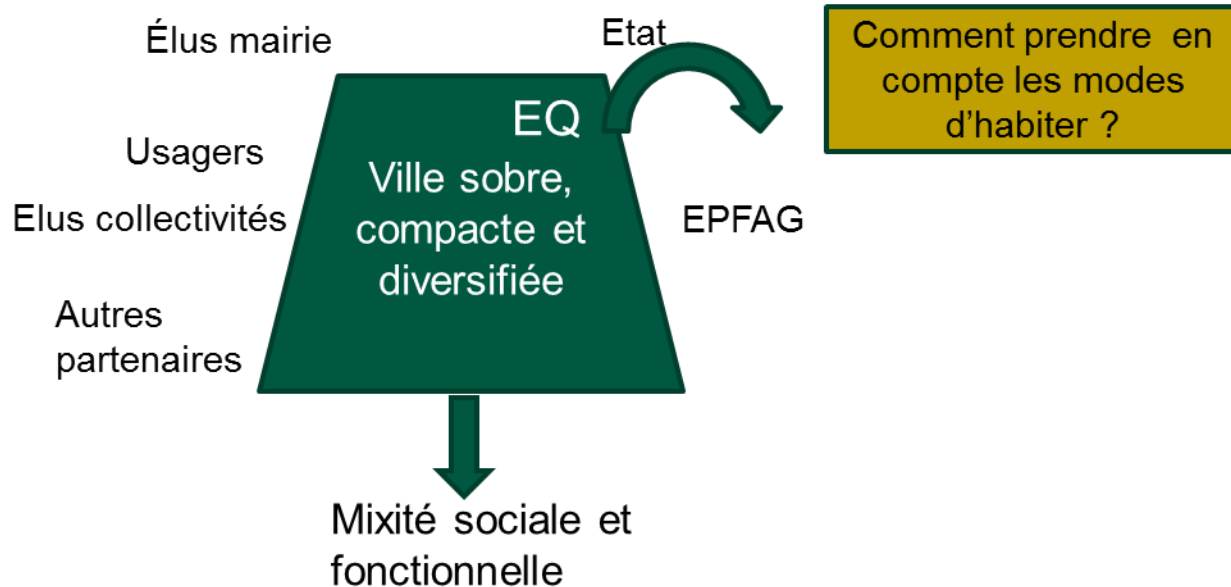 Élus mairie
Etat
Comment prendre en
compte les modes
d’habiter ?
EQ
Usagers
Ville sobre,
compacte et
diversifiée
Elus collectivités
EPFAG
Autres
partenaires
Mixité sociale et
fonctionnelle